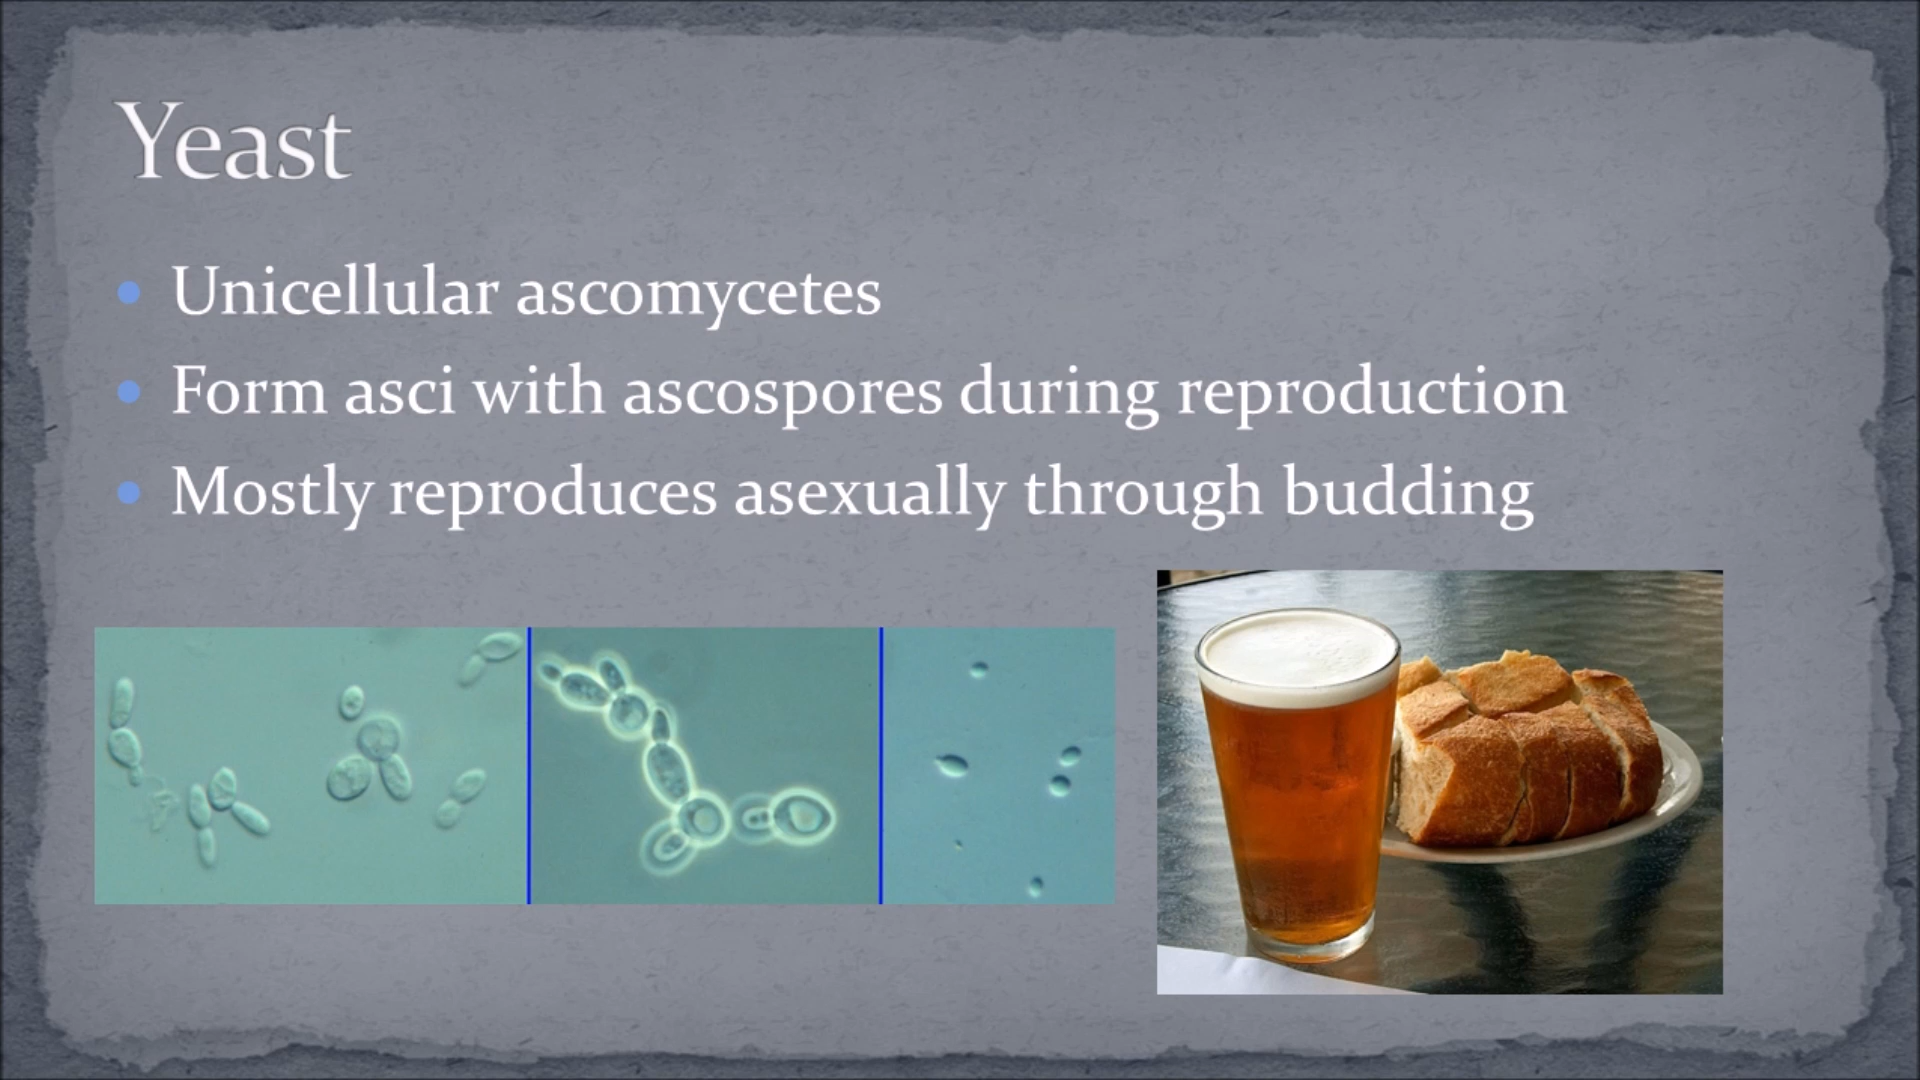 Yeast
Unicellular ascomycetes
Form asci with ascospores during reproduction
Mostly reproduces asexually through budding